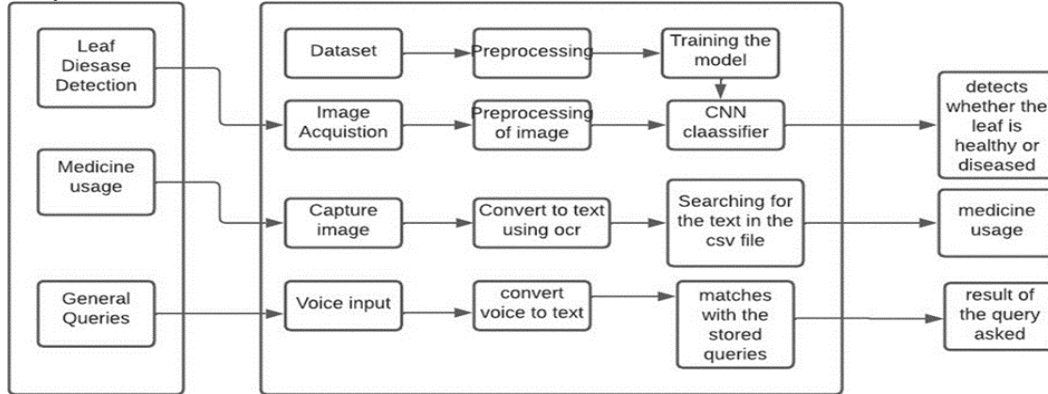 Leaf
Diesase
Detection
Medicine
usage
General
Queries
Dataset
Preprocessing
Training the
model
Image
Acquistion
Preprocessing
of image
CNN
claassifier
Capture
image
Convert to text
using ocr
Searching for
the text in the
csv file
Voice input
convert
voice to text
matches
with the
stored
queries
detects
whether the
leaf is
healthy or
diseased
medicine
usage
result of
the query
asked